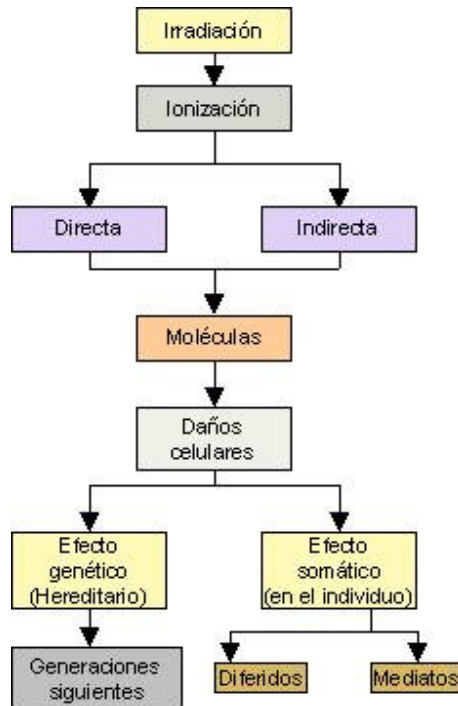 Irradiación
Ionización
Directa
Indirecta
Moléculas
Daños
celulares
Efecto
genético
(Hereditario)
Efecto
somático
(en el individuo)
Generaciones
siguientes
Diferidos
Mediatos